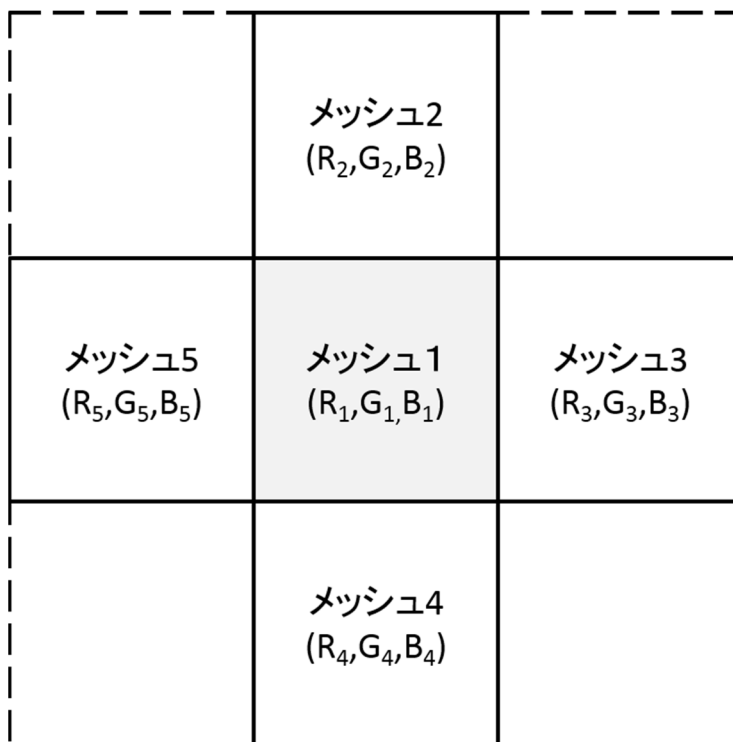 メッシュ2
(R₂,G₂,B₂)
メッシュ5
(R₅,G₅,B₅)
メッシュ1
(R₁,G₁,B₁)
メッシュ3
(R₃,G₃,B₃)
メッシュ4
(R₄,G₄,B₄)